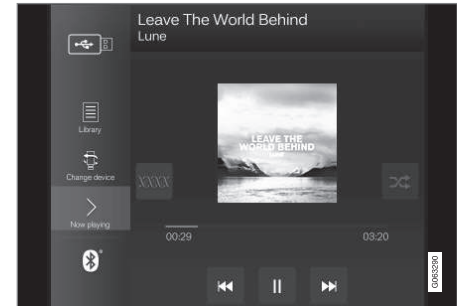 Leave The World Behind
Lune
Library
Change device
Now playing
LEAVE THE
WORLD BEHIND
XXXX
00:29
03:20
G063290